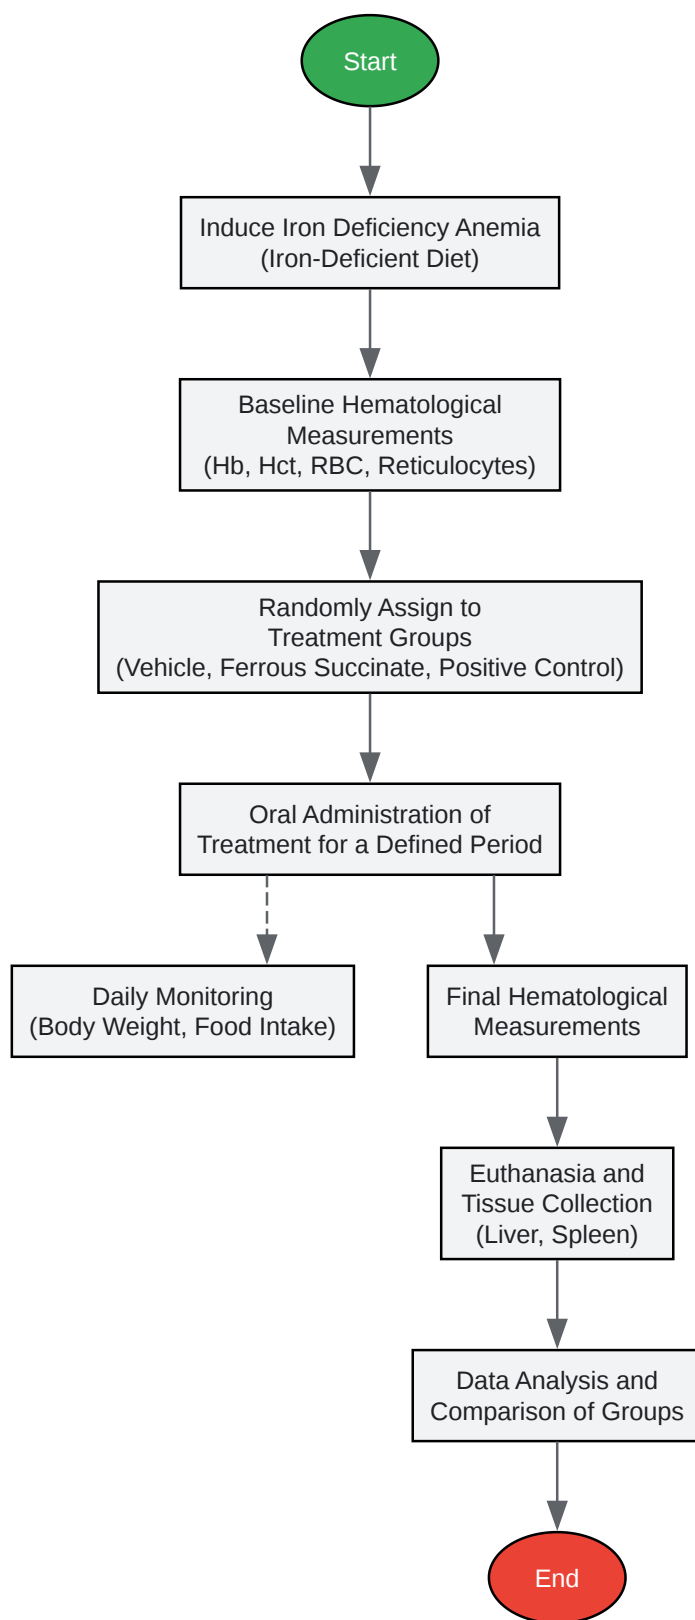 Start
Induce Iron Deficiency Anemia
(Iron-Deficient Diet)
Baseline Hematological
Measurements
(Hb, Hct, RBC, Reticulocytes)
Randomly Assign to
Treatment Groups
(Vehicle, Ferrous Succinate, Positive Control)
Oral Administration of
Treatment for a Defined Period
Daily Monitoring
(Body Weight, Food Intake)
Final Hematological
Measurements
Euthanasia and
Tissue Collection
(Liver, Spleen)
Data Analysis and
Comparison of Groups
End